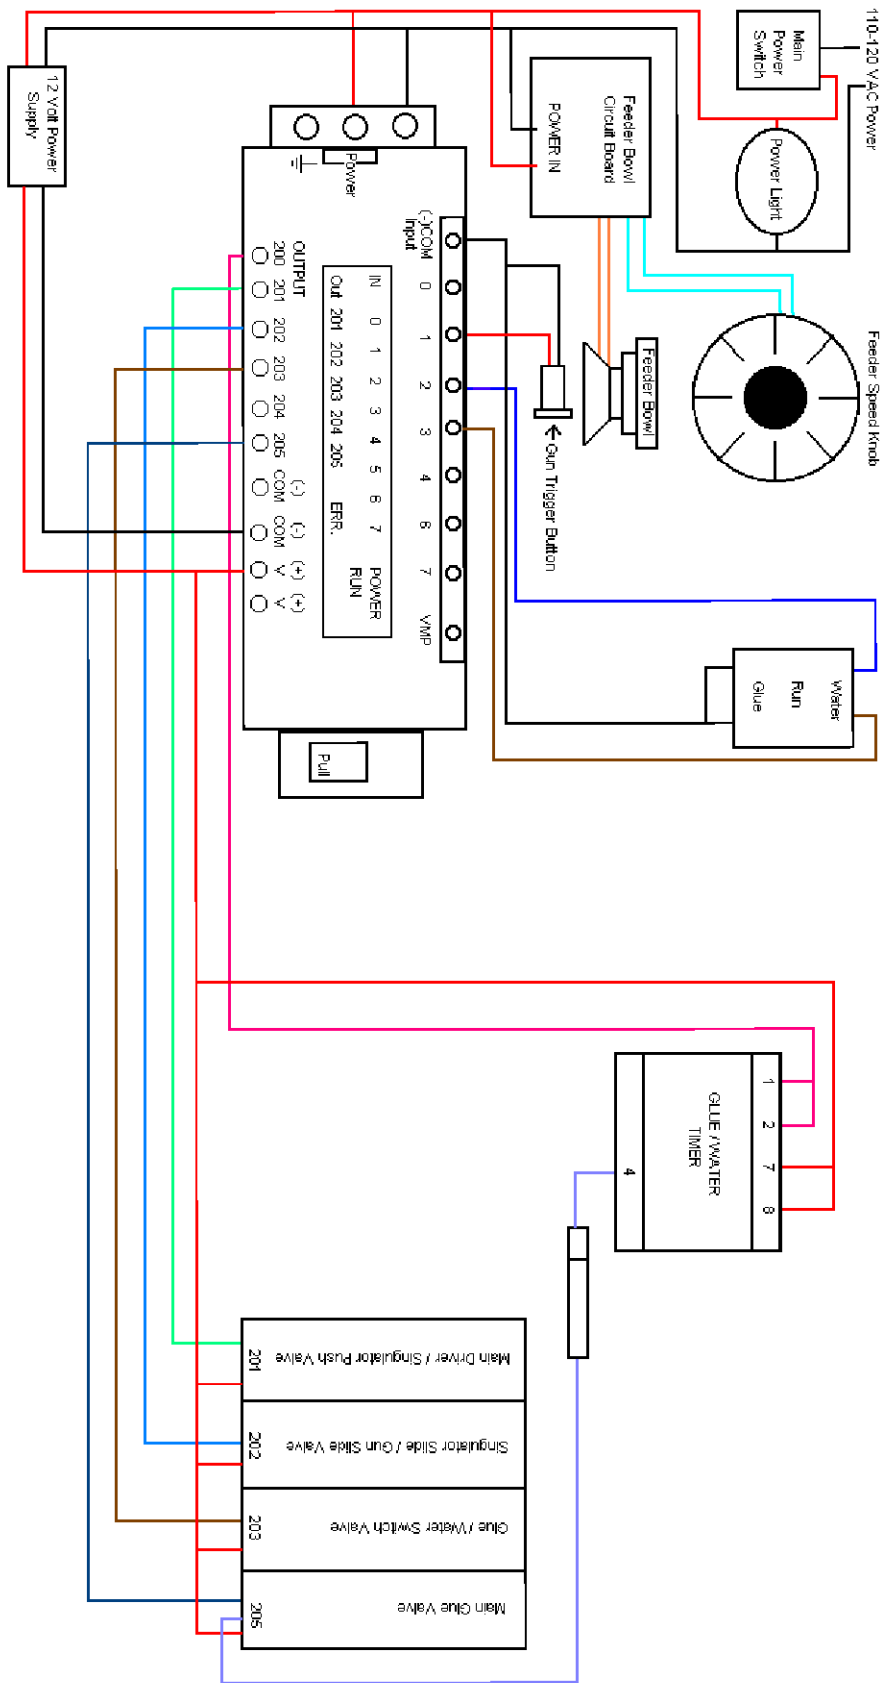 110-120 VAC Power
Main
Power
Switch
Power Light
Feeder Speed Knob
Feeder Bowl
Circuit Board
POWER IN
Feeder Bowl
Gun Trigger Button
Water
Run
Glue
12 Volt Power
Supply
Power
(-)COM 0 1 2 3 4 6 7 VMP
Input
IN 0 1 2 3 4 5 6 7 POWER
Out 201 202 203 204 205 ERR. RUN
OUTPUT (-) (-) (+) (+)
200 201 202 203 204 205 COM COM V V
Pull
1 2 7 8
GLUE / WATER
TIMER
4
Main Driver / Singulator Push Valve
201
Singulator Slide / Gun Slide Valve
202
Glue / Water Switch Valve
203
Main Glue Valve
205